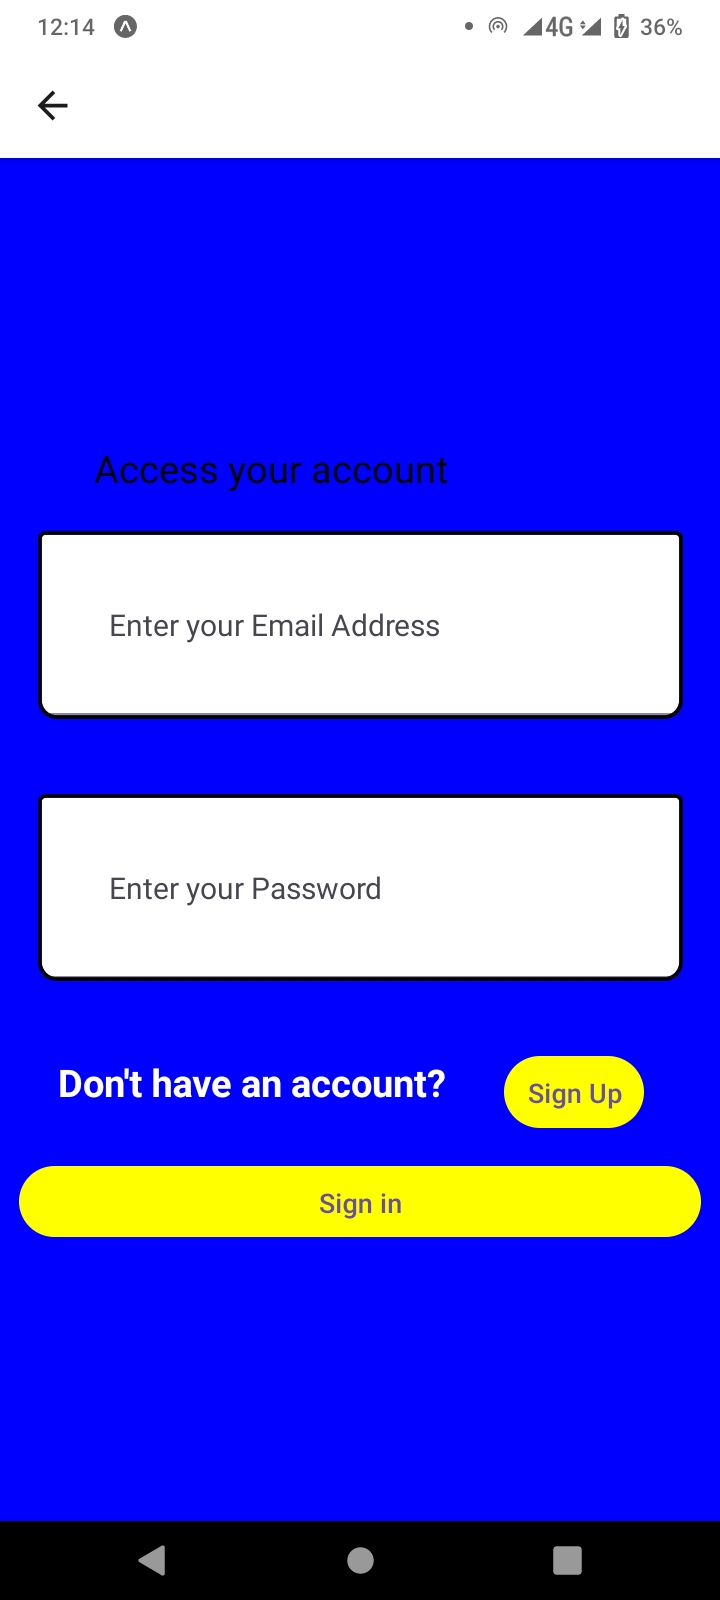 12:14
4G
36%
Access your account
Enter your Email Address
Enter your Password
Don't have an account?
Sign Up
Sign in